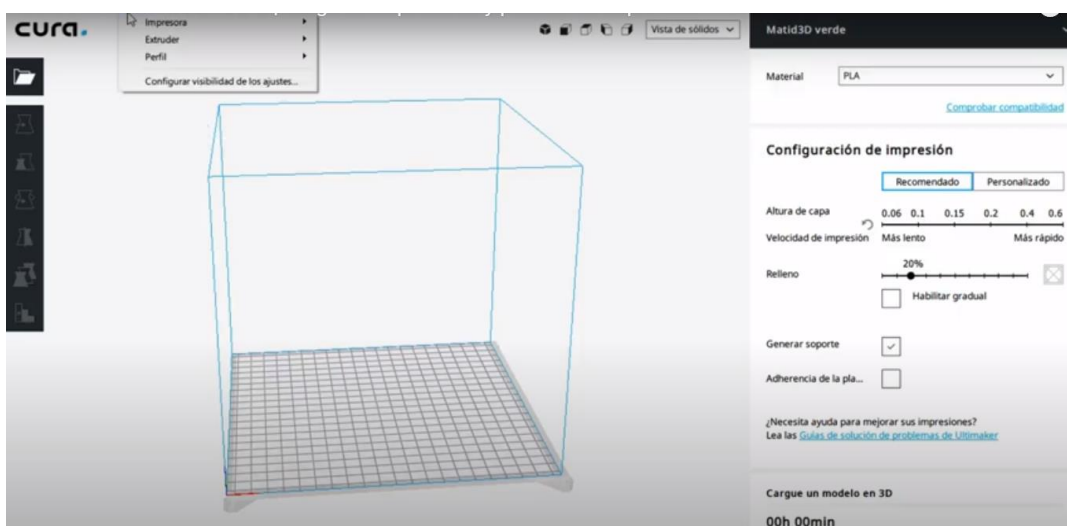 cura.
Impresora
Extruder
Perfil
Configurar visibilidad de los ajustes...
Vista de sólidos
Matid3D verde
Material PLA
Comprobar compatibilidad
Configuración de impresión
Recomendado Personalizado
Altura de capa 0.06 0.1 0.15 0.2 0.4 0.6
Velocidad de impresión Más lento Más rápido
20%
Relleno
Habilitar gradual
Generar soporte
Adherencia de la pla...
¿Necesita ayuda para mejorar sus impresiones?
Lea las Guías de solución de problemas de Ultimaker
Cargue un modelo en 3D
00h 00min